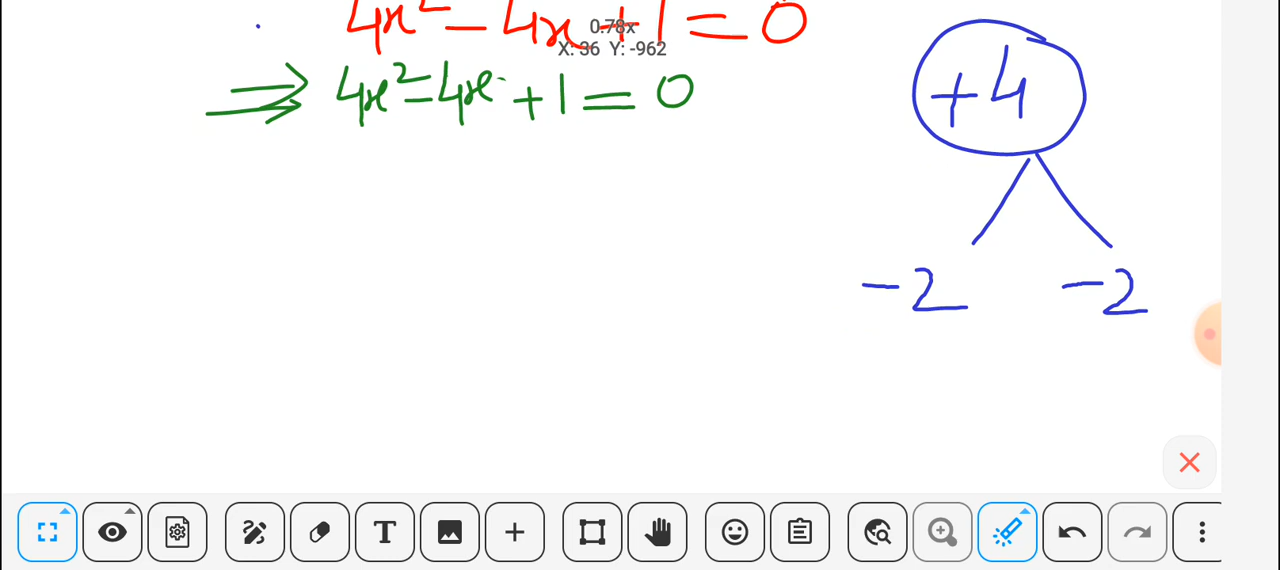 4x² - 4x + 1 = 0
0.78x
X: 36 Y: -962
⇒ 4x² - 4x + 1 = 0
+4
-2 -2
T